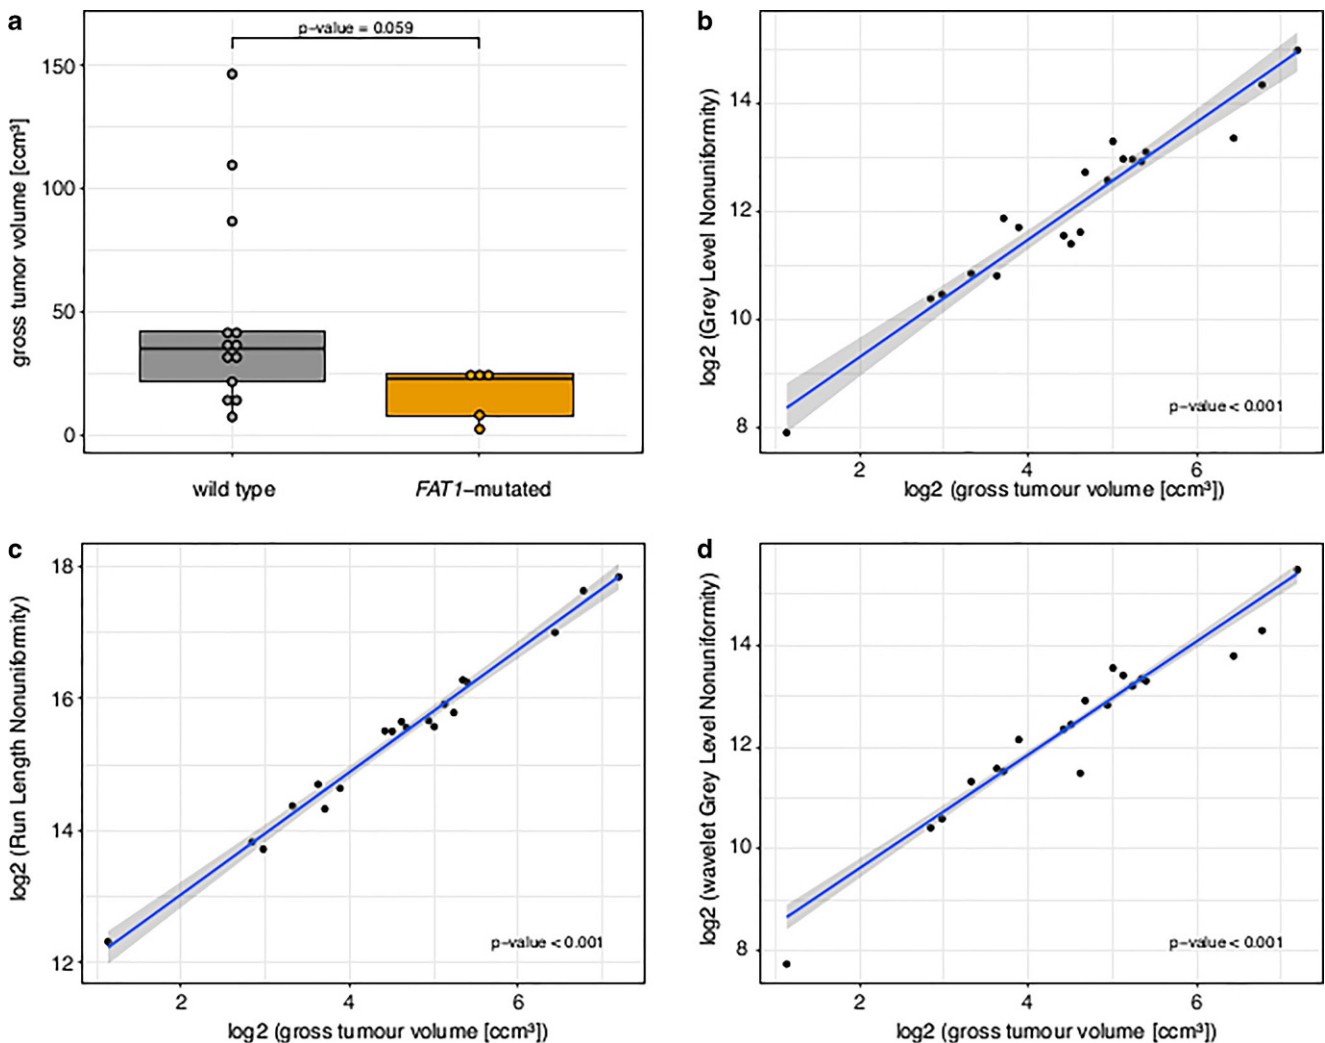 a
p-value = 0.059
gross tumor volume [ccm³]
150
100
50
0
wild type
FAT1-mutated
b
log2 (Grey Level Nonuniformity)
14
12
10
8
p-value < 0.001
2
4
6
log2 (gross tumour volume [ccm³])
c
log2 (Run Length Nonuniformity)
18
16
14
12
p-value < 0.001
2
4
6
log2 (gross tumour volume [ccm³])
d
log2 (wavelet Grey Level Nonuniformity)
14
12
10
8
p-value < 0.001
2
4
6
log2 (gross tumour volume [ccm³])